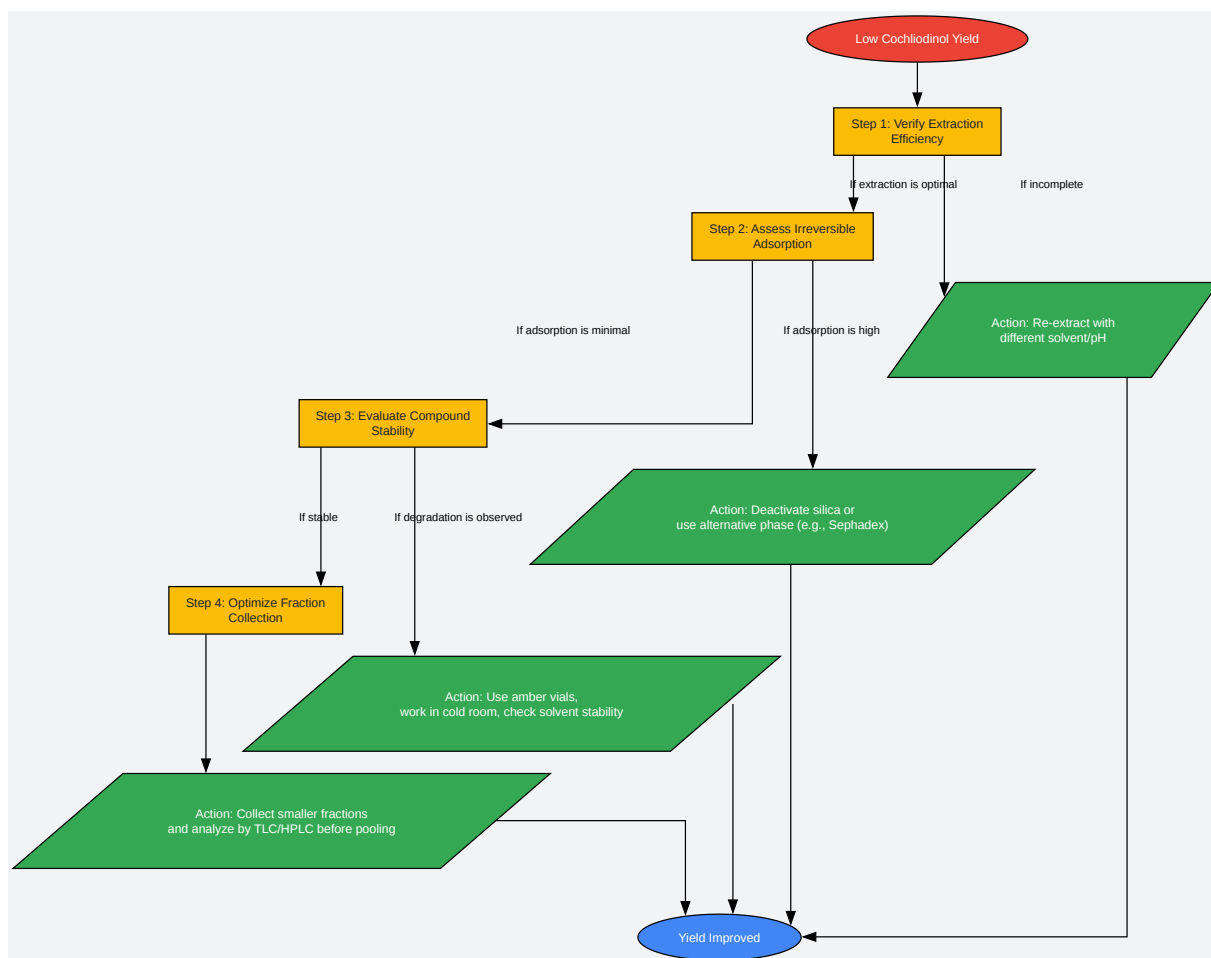 Low Cochliodinol Yield
Step 1: Verify Extraction
Efficiency
If extraction is optimal
If incomplete
Step 2: Assess Irreversible
Adsorption
Action: Re-extract with
different solvent/pH
If adsorption is minimal
If adsorption is high
Step 3: Evaluate Compound
Stability
Action: Deactivate silica or
use alternative phase (e.g., Sephadex)
If stable
If degradation is observed
Step 4: Optimize Fraction
Collection
Action: Use amber vials,
work in cold room, check solvent stability
Action: Collect smaller fractions
and analyze by TLC/HPLC before pooling
Yield Improved